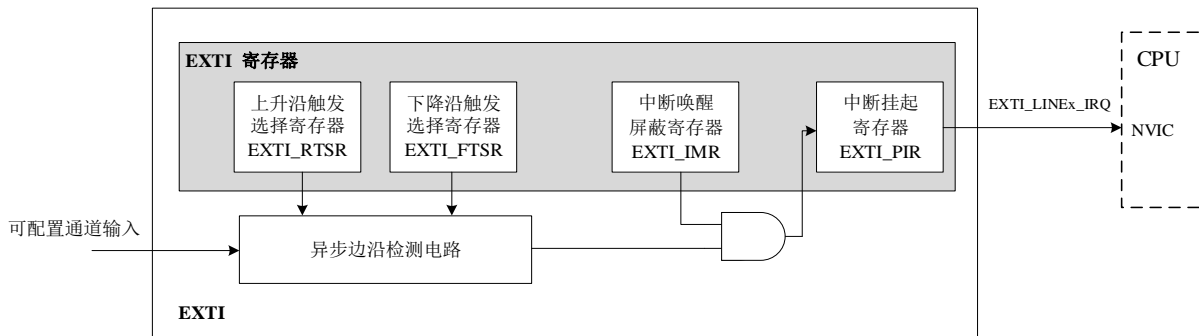 EXTI 寄存器
上升沿触发
选择寄存器
EXTI_RTSR
下降沿触发
选择寄存器
EXTI_FTSR
中断唤醒
屏蔽寄存器
EXTI_IMR
中断挂起
寄存器
EXTI_PIR
EXTI_LINEx_IRQ
CPU
NVIC
可配置通道输入
异步边沿检测电路
EXTI